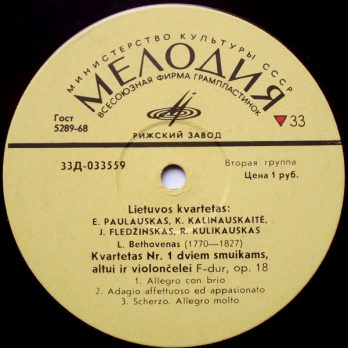 МИНИСТЕРСТВО КУЛЬТУРЫ СССР
МЕЛОДИЯ
ВСЕСОЮЗНАЯ ФИРМА ГРАМПЛАСТИНОК
Гост
5289-68
33
РИЖСКИЙ ЗАВОД
33Д-033559
Вторая группа
Цена 1 руб.
Lietuvos kvartetas:
E. PAULAUSKAS, K. KALINAUSKAITĖ,
J. FLEDŽINSKAS, R. KULIKAUSKAS
L. Bethovenas (1770—1827)
Kvartetas Nr. 1 dviem smuikams,
altui ir violončelei F-dur, op. 18
1. Allegro con brio
2. Adagio affettuoso ed appasionato
3. Scherzo. Allegro molto